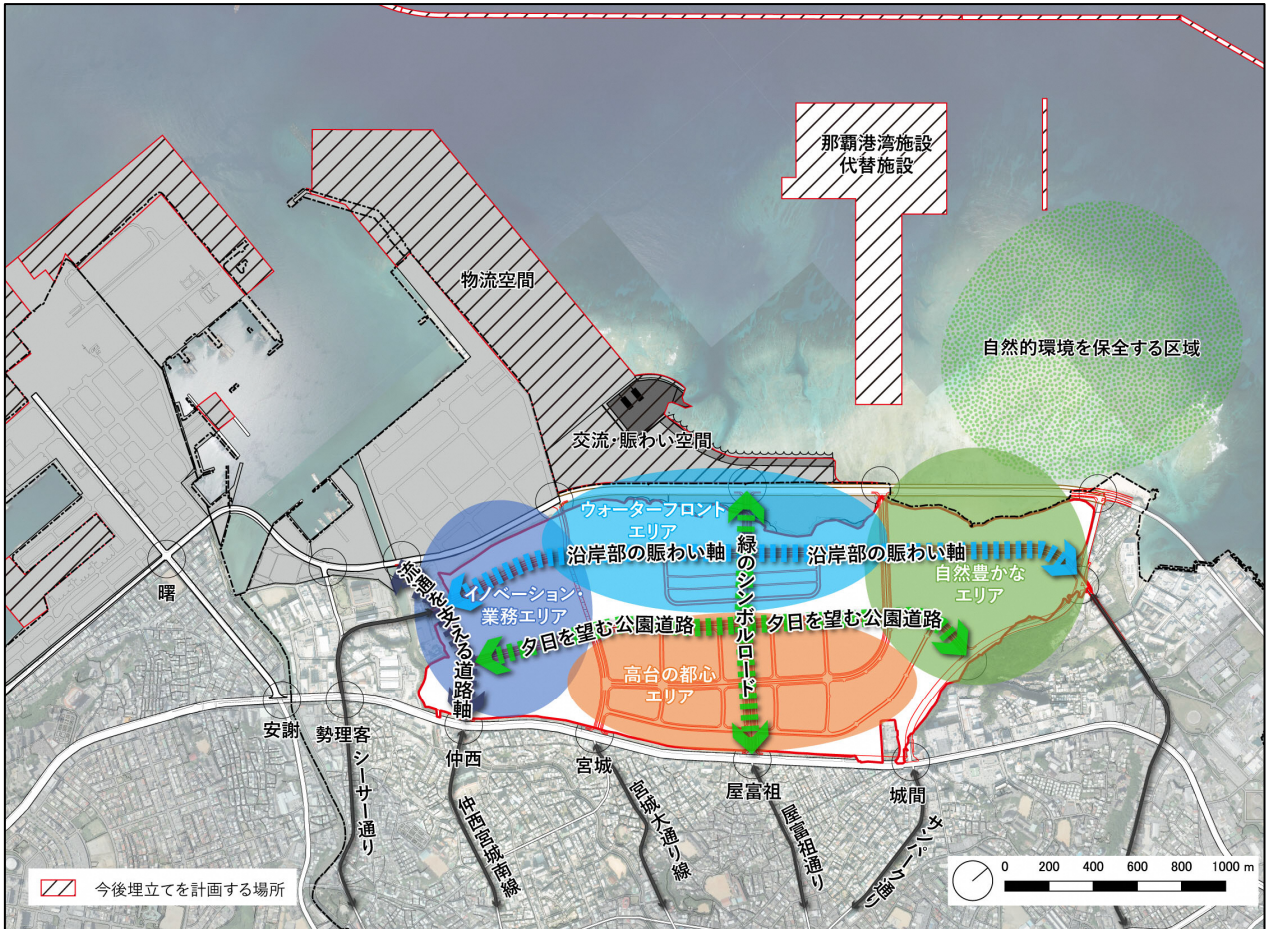 那覇港湾施設
代替施設
物流空間
自然的環境を保全する区域
交流・賑わい空間
ウォーターフロント
エリア
緑のシンボルロード
沿岸部の賑わい軸
沿岸部の賑わい軸
自然豊かな
エリア
曙
流通を支える道路軸
イノベーション・
業務エリア
夕日を望む公園道路
夕日を望む公園道路
高台の都心
エリア
安謝
勢理客
シーサー通り
仲西
宮城
屋富祖
城間
仲西宮城南線
宮城大通り線
屋富祖通り
サンパーク通り
今後埋立てを計画する場所
0 200 400 600 800 1000 m